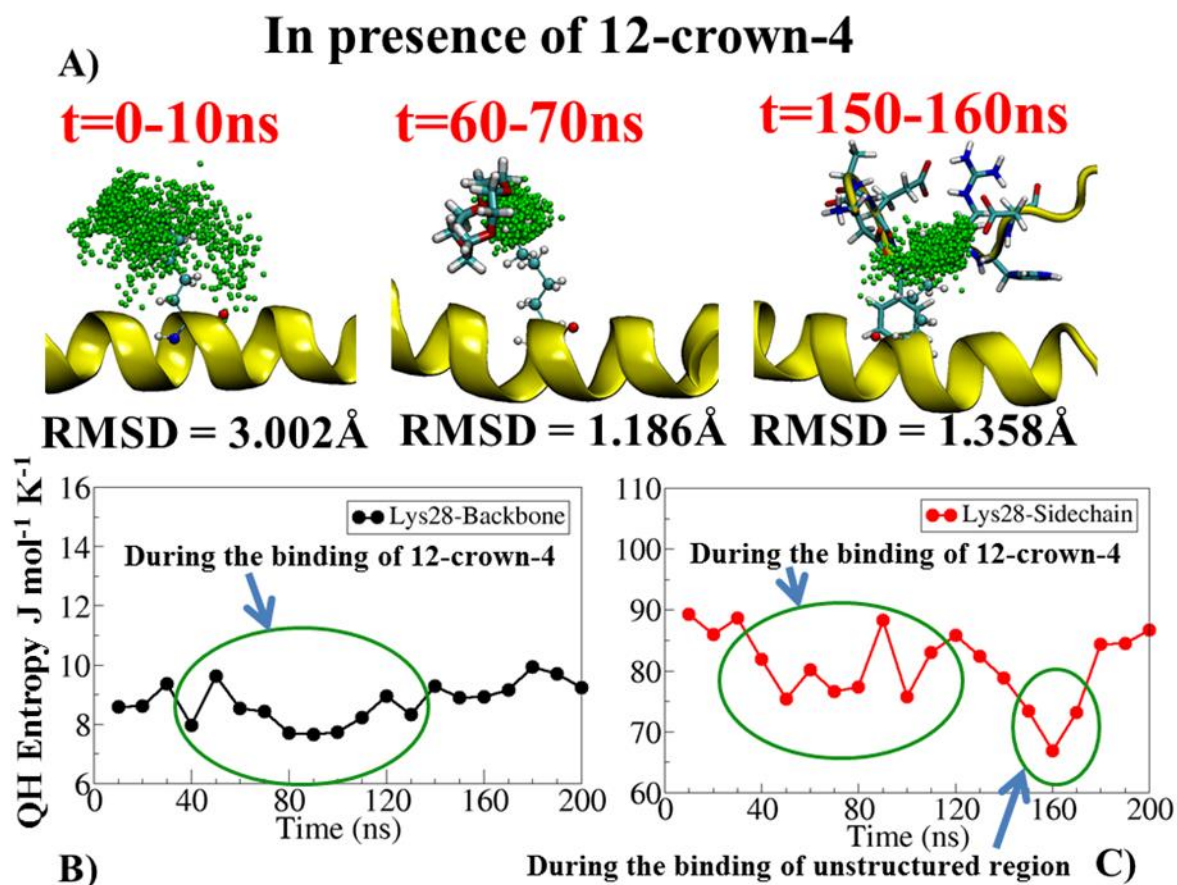 In presence of 12-crown-4
A)
t=0-10ns
t=60-70ns
t=150-160ns
RMSD = 3.002Å
RMSD = 1.186Å
RMSD = 1.358Å
QH Entropy J mol⁻¹ K⁻¹
16
14
12
10
8
6
0
40
80
120
160
200
Time (ns)
Lys28-Backbone
During the binding of 12-crown-4
B)
110
100
90
80
70
60
0
40
80
120
160
200
Time (ns)
Lys28-Sidechain
During the binding of 12-crown-4
During the binding of unstructured region
C)